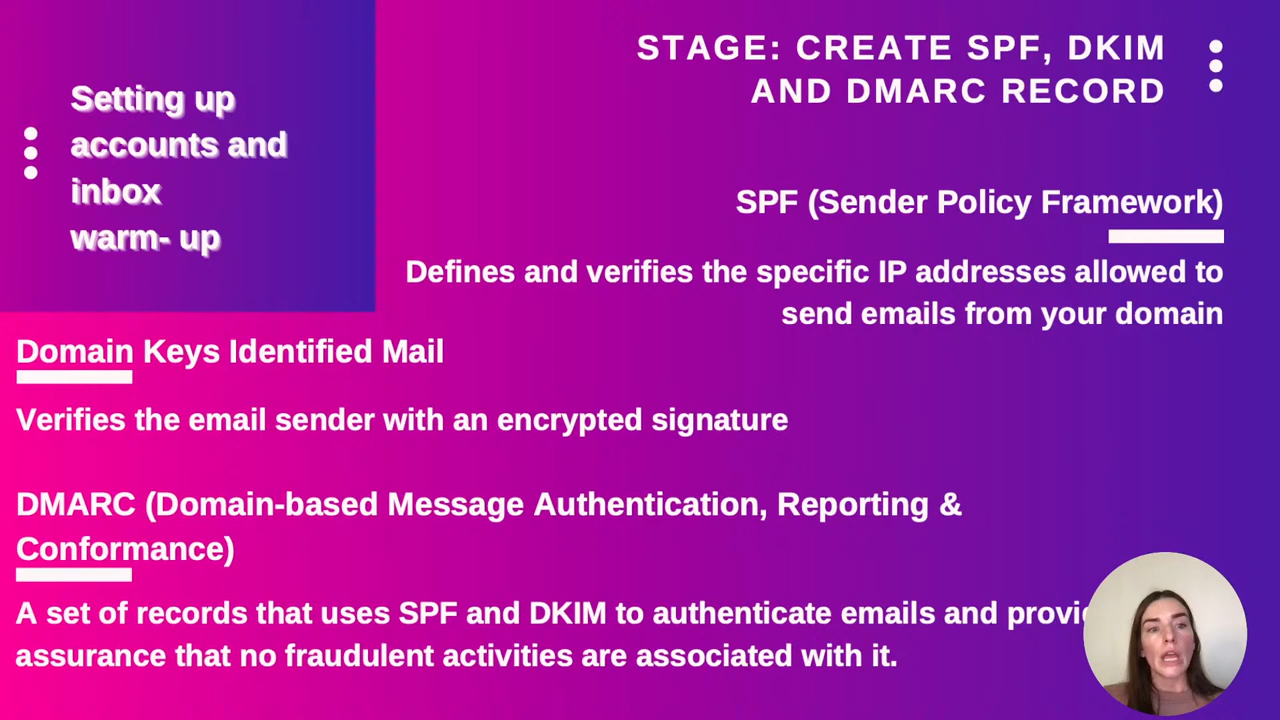 Setting up
accounts and
inbox
warm- up
STAGE: CREATE SPF, DKIM
AND DMARC RECORD
SPF (Sender Policy Framework)
Defines and verifies the specific IP addresses allowed to
send emails from your domain
Domain Keys Identified Mail
Verifies the email sender with an encrypted signature
DMARC (Domain-based Message Authentication, Reporting &
Conformance)
A set of records that uses SPF and DKIM to authenticate emails and
assurance that no fraudulent activities are associated with it.